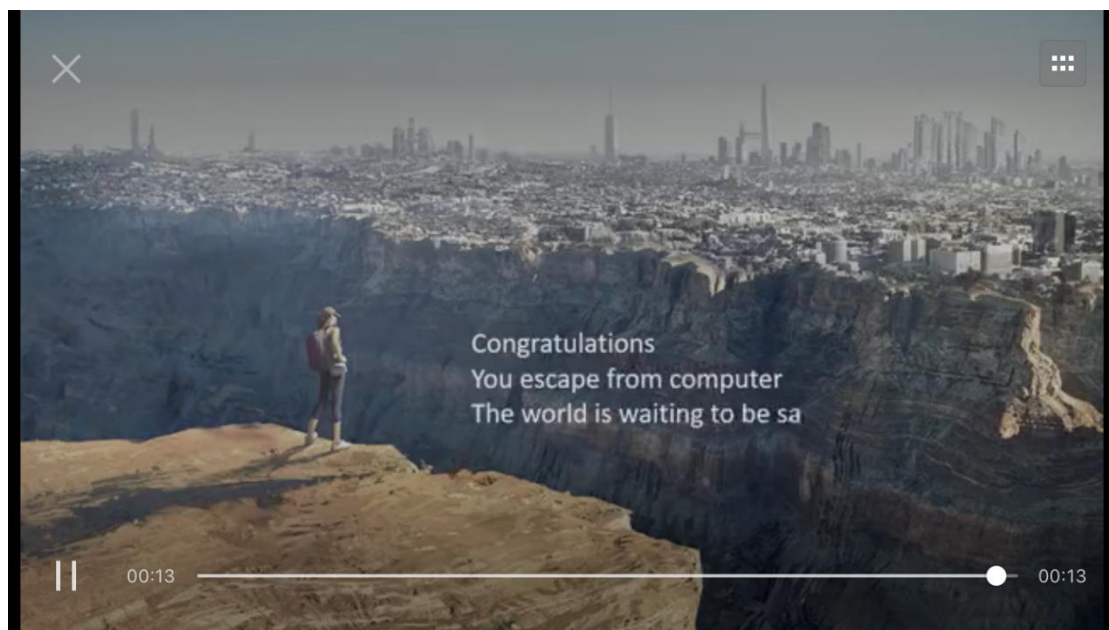 Congratulations
You escape from computer
The world is waiting to be sa
00:13
00:13